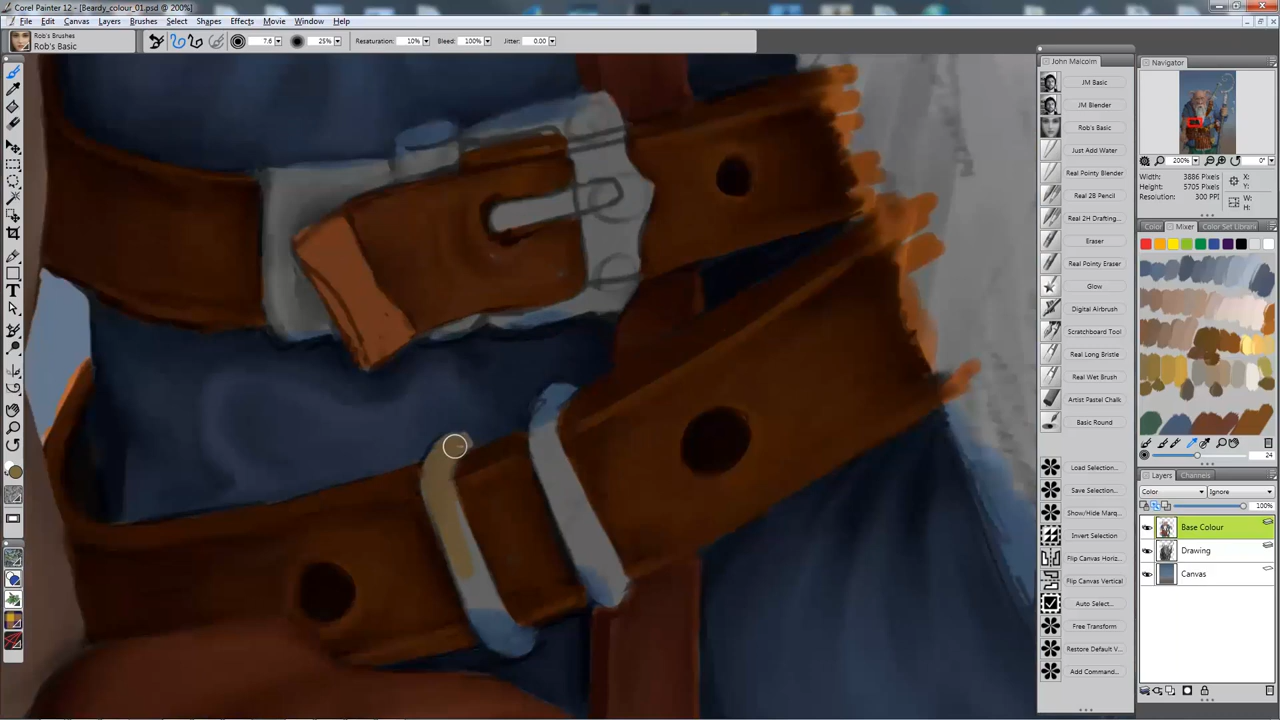 Corel Painter 12 - [Beardy_colour_01.psd @ 200%]
File Edit Canvas Layers Brushes Select Shapes Effects Movie Window Help
Rob's Brushes
Rob's Basic
7.6 25% Resaturation: 10% Bleed: 100% Jitter: 0.00
John Malcolm
JM Basic
JM Blender
Rob's Basic
Just Add Water
Real Pointy Blender
Real 2B Pencil
Real 2H Drafting...
Eraser
Real Pointy Eraser
Glow
Digital Airbrush
Scratchboard Tool
Real Long Bristle
Real Wet Brush
Artist Pastel Chalk
Basic Round
Load Selection...
Save Selection...
Show/Hide Marq...
Invert Selection
Flip Canvas Horiz...
Flip Canvas Vertical
Auto Select...
Free Transform
Restore Default V...
Add Command...
Navigator
200% 0°
Width: 3886 Pixels X:
Height: 5705 Pixels Y:
Resolution: 300 PPI W:
H:
Color Mixer Color Set Libraries
24
Layers Channels
Color Ignore
100%
Base Colour
Drawing
Canvas